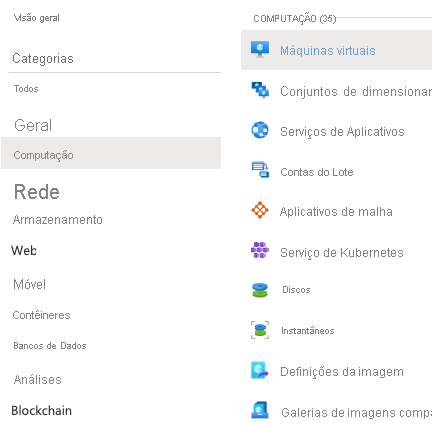 Visão geral
Categorias
Todos
Geral
Computação
Rede
Armazenamento
Web
Móvel
Contêineres
Bancos de Dados
Análises
Blockchain
COMPUTAÇÃO (35)
Máquinas virtuais
Conjuntos de dimensionar
Serviços de Aplicativos
Contas do Lote
Aplicativos de malha
Serviço de Kubernetes
Discos
Instantâneos
Definições da imagem
Galerias de imagens compa